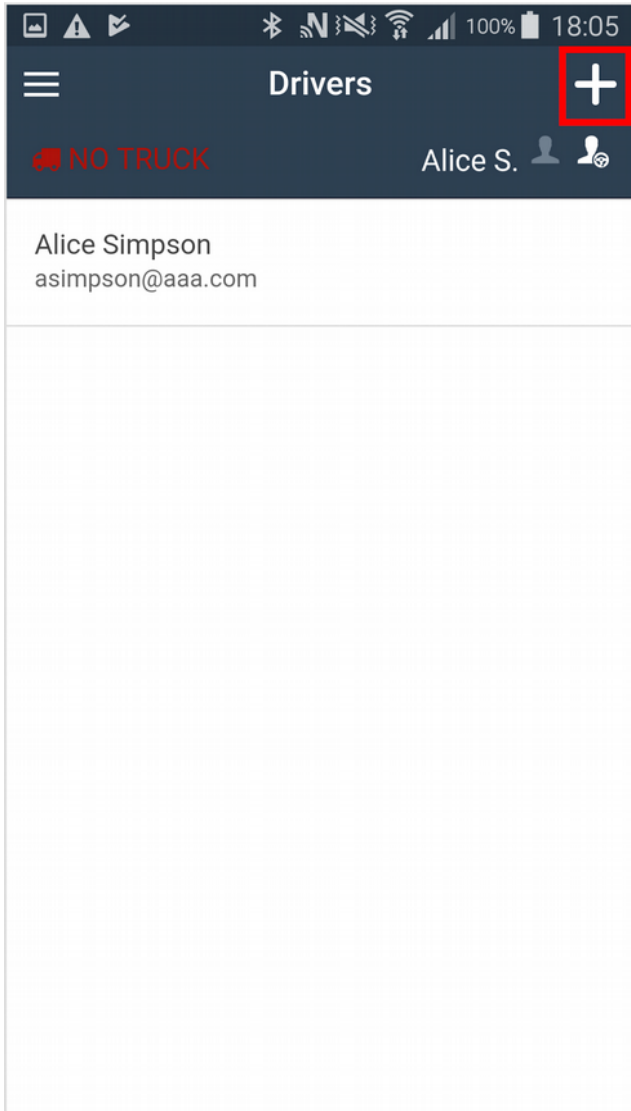 100% 18:05
Drivers
NO TRUCK Alice S.
Alice Simpson
asimpson@aaa.com